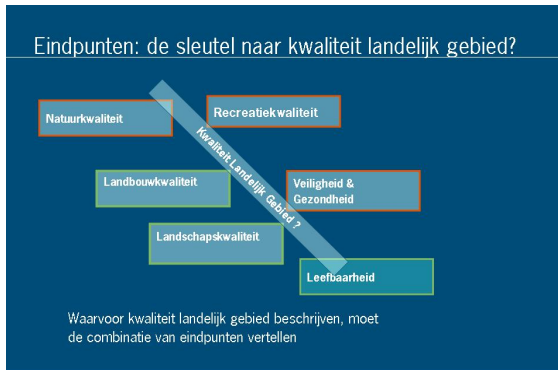 Eindpunten: de sleutel naar kwaliteit landelijk gebied?
Natuurkwaliteit
Recreatiekwaliteit
Kwaliteit Landelijk Gebied ?
Landbouwkwaliteit
Veiligheid &
Gezondheid
Landschapskwaliteit
Leefbaarheid
Waarvoor kwaliteit landelijk gebied beschrijven, moet
de combinatie van eindpunten vertellen